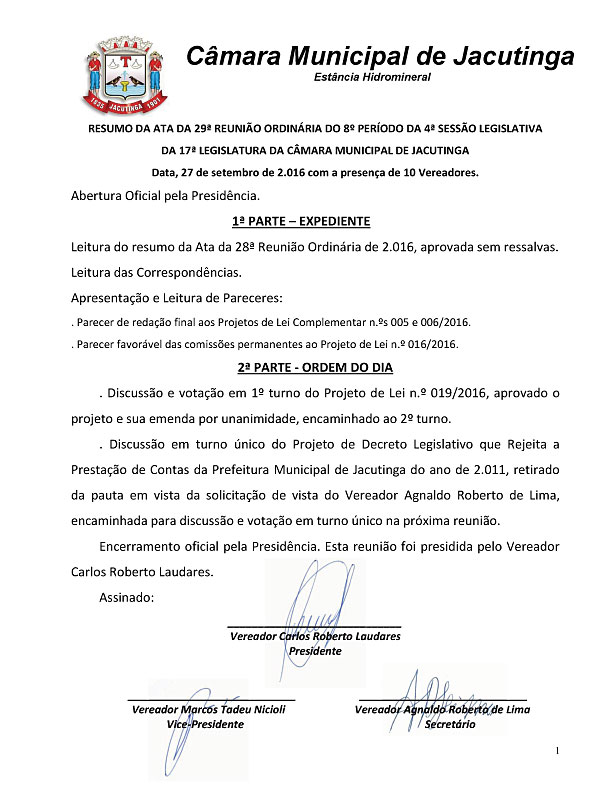 Câmara Municipal de Jacutinga
Estância Hidromineral
1835 JACUTINGA 1901
RESUMO DA ATA DA 29ª REUNIÃO ORDINÁRIA DO 8º PERÍODO DA 4ª SESSÃO LEGISLATIVA
DA 17ª LEGISLATURA DA CÂMARA MUNICIPAL DE JACUTINGA
Data, 27 de setembro de 2.016 com a presença de 10 Vereadores.
Abertura Oficial pela Presidência.
1ª PARTE – EXPEDIENTE
Leitura do resumo da Ata da 28ª Reunião Ordinária de 2.016, aprovada sem ressalvas.
Leitura das Correspondências.
Apresentação e Leitura de Pareceres:
. Parecer de redação final aos Projetos de Lei Complementar n.ºs 005 e 006/2016.
. Parecer favorável das comissões permanentes ao Projeto de Lei n.º 016/2016.
2ª PARTE - ORDEM DO DIA
. Discussão e votação em 1º turno do Projeto de Lei n.º 019/2016, aprovado o
projeto e sua emenda por unanimidade, encaminhado ao 2º turno.
. Discussão em turno único do Projeto de Decreto Legislativo que Rejeita a
Prestação de Contas da Prefeitura Municipal de Jacutinga do ano de 2.011, retirado
da pauta em vista da solicitação de vista do Vereador Agnaldo Roberto de Lima,
encaminhada para discussão e votação em turno único na próxima reunião.
Encerramento oficial pela Presidência. Esta reunião foi presidida pelo Vereador
Carlos Roberto Laudares.
Assinado:
Vereador Carlos Roberto Laudares
Presidente
Vereador Marcos Tadeu Nicioli
Vice-Presidente
Vereador Agnaldo Roberto de Lima
Secretário
1